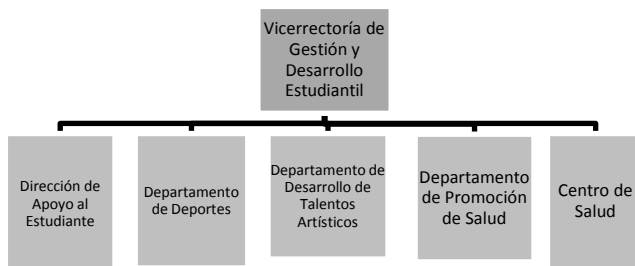 Vicerrectoría de
Gestión y
Desarrollo
Estudiantil
Dirección de
Apoyo al
Estudiante
Departamento
de Deportes
Departamento de
Desarrollo de
Talentos
Artísticos
Departamento
de Promoción
de Salud
Centro de
Salud